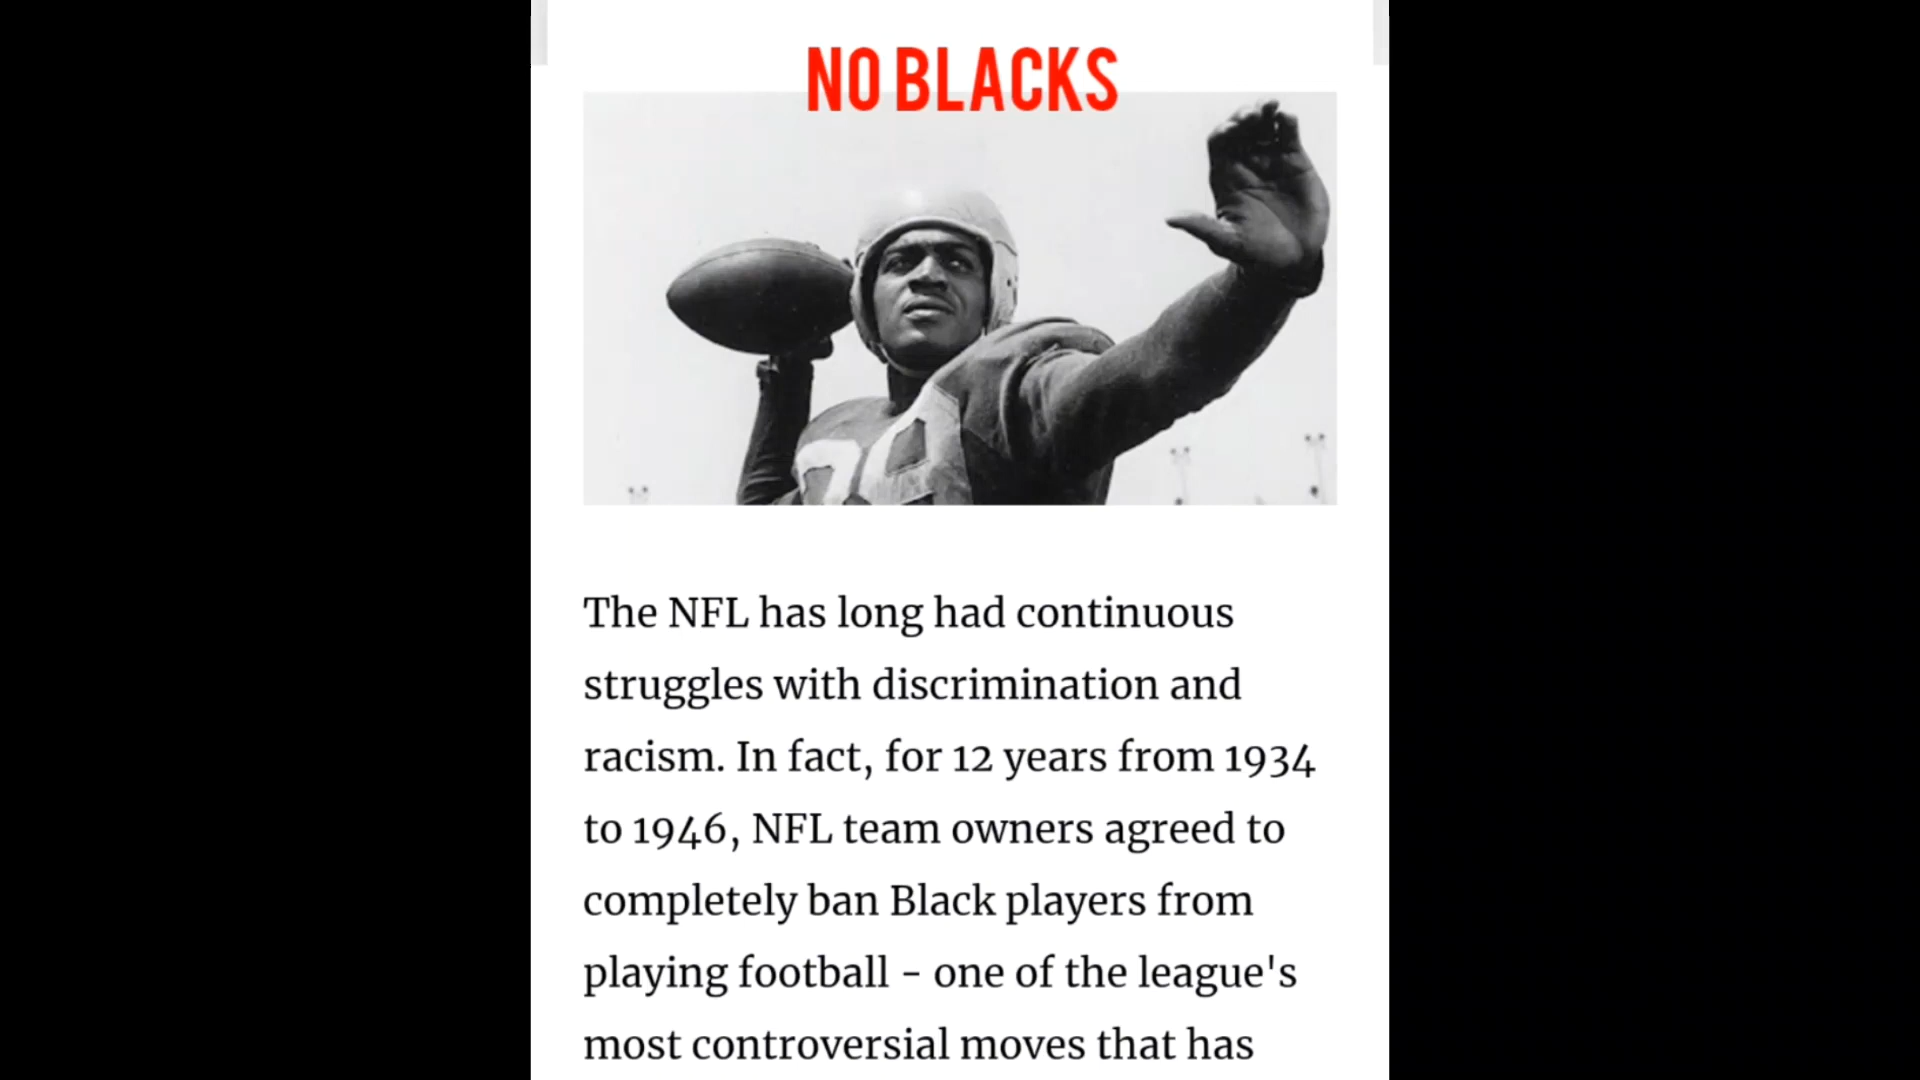 NO BLACKS
The NFL has long had continuous
struggles with discrimination and
racism. In fact, for 12 years from 1934
to 1946, NFL team owners agreed to
completely ban Black players from
playing football - one of the league's
most controversial moves that has